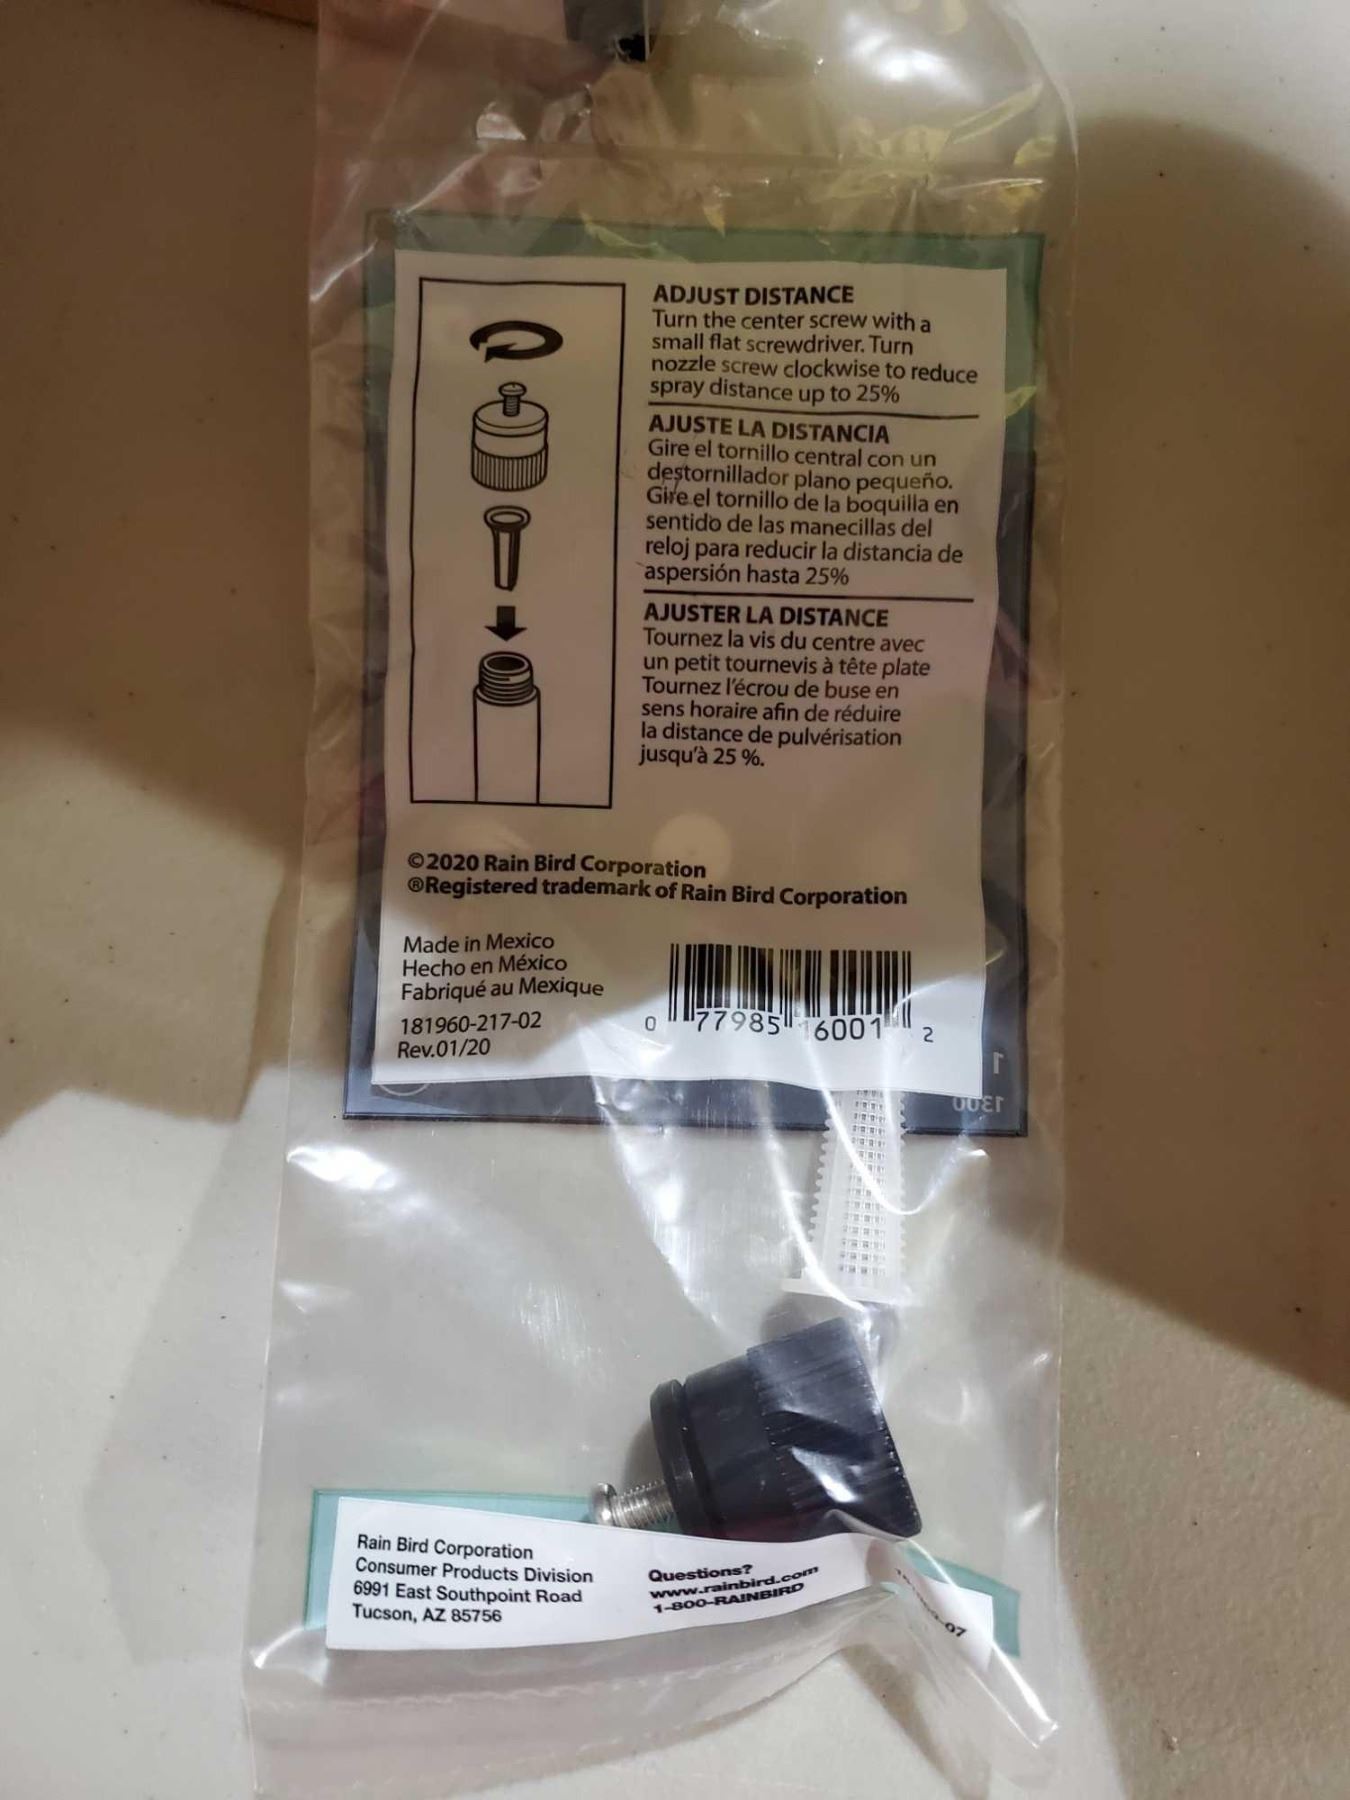 ADJUST DISTANCE
Turn the center screw with a
small flat screwdriver. Turn
nozzle screw clockwise to reduce
spray distance up to 25%
AJUSTE LA DISTANCIA
Gire el tornillo central con un
destornillador plano pequeño.
Gire el tornillo de la boquilla en
sentido de las manecillas del
reloj para reducir la distancia de
aspersión hasta 25%
AJUSTER LA DISTANCE
Tournez la vis du centre avec
un petit tournevis à tête plate
Tournez l'écrou de buse en
sens horaire afin de réduire
la distance de pulvérisation
jusqu'à 25 %.
©2020 Rain Bird Corporation
®Registered trademark of Rain Bird Corporation
Made in Mexico
Hecho en México
Fabriqué au Mexique
181960-217-02
Rev.01/20
0 77985 16001 2
1
1300
Rain Bird Corporation
Consumer Products Division
6991 East Southpoint Road
Tucson, AZ 85756
Questions?
www.rainbird.com
1-800-RAINBIRD